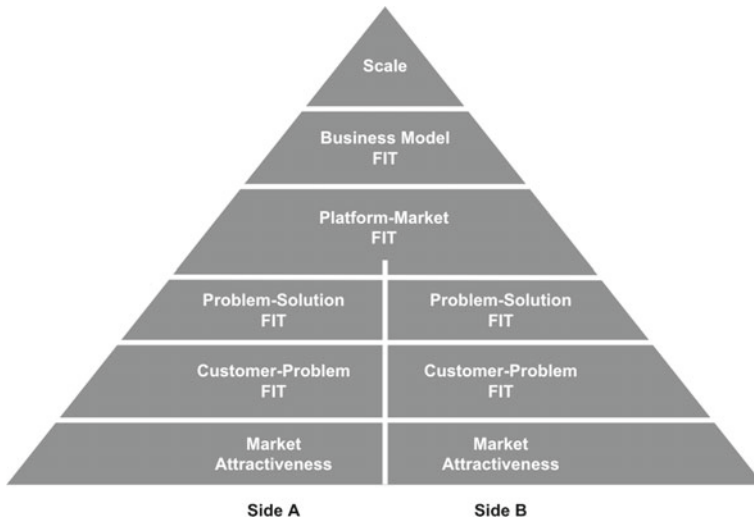 Scale
Business Model
FIT
Platform-Market
FIT
Problem-Solution
FIT
Problem-Solution
FIT
Customer-Problem
FIT
Customer-Problem
FIT
Market
Attractiveness
Market
Attractiveness
Side A
Side B